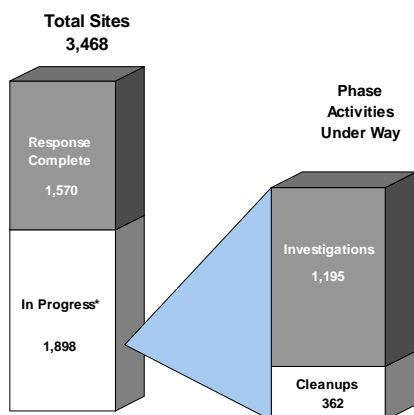 Total Sites
3,468
Response
Complete
1,570
In Progress*
1,898
Phase
Activities
Under Way
Investigations
1,195
Cleanups
362